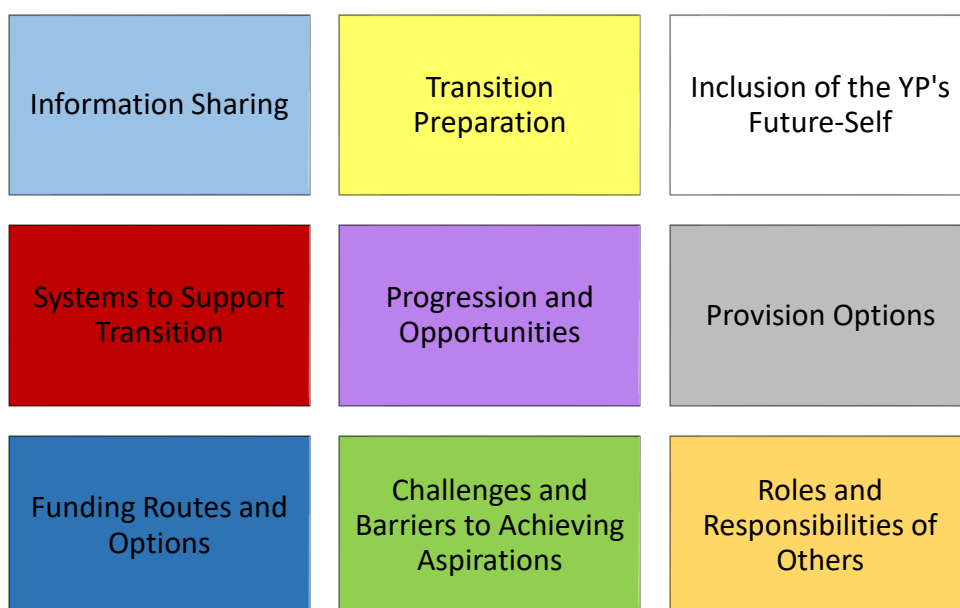 Information Sharing
Transition
Preparation
Inclusion of the YP's
Future-Self
Systems to Support
Transition
Progression and
Opportunities
Provision Options
Funding Routes and
Options
Challenges and
Barriers to Achieving
Aspirations
Roles and
Responsibilities of
Others